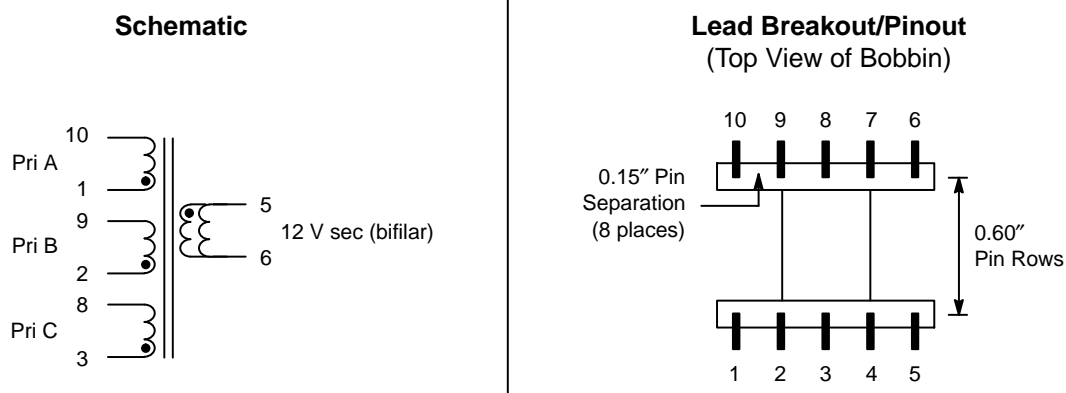 Schematic
10
Pri A
1
9
Pri B
2
8
Pri C
3
5
12 V sec (bifilar)
6
Lead Breakout/Pinout
(Top View of Bobbin)
10 9 8 7 6
0.15″ Pin
Separation
(8 places)
0.60″
Pin Rows
1 2 3 4 5